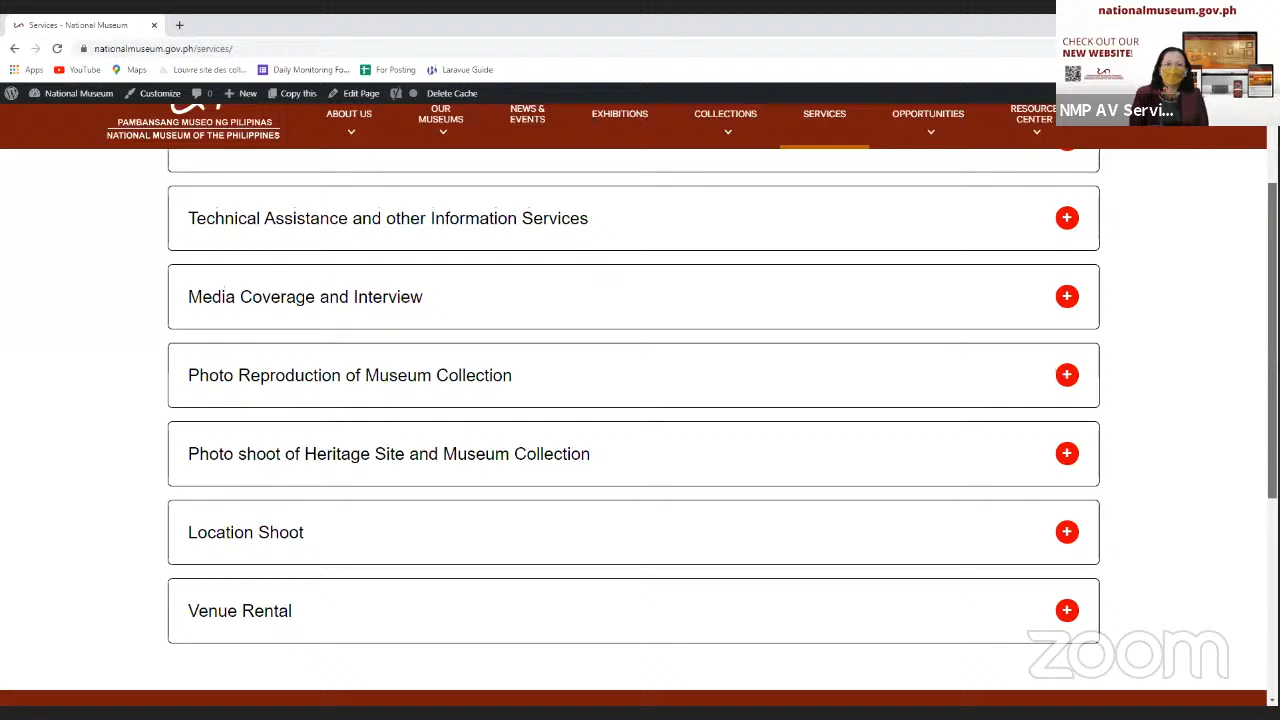 Services - National Museum
nationalmuseum.gov.ph/services/
Apps YouTube Maps Louvre site des coll... Daily Monitoring Fo... For Posting Laravue Guide
National Museum Customize 0 New Copy this Edit Page Delete Cache
PAMBANSANG MUSEO NG PILIPINAS
NATIONAL MUSEUM OF THE PHILIPPINES
ABOUT US
OUR
MUSEUMS
NEWS &
EVENTS
EXHIBITIONS
COLLECTIONS
SERVICES
OPPORTUNITIES
RESOURCE
CENTER
nationalmuseum.gov.ph
CHECK OUT OUR
NEW WEBSITE!
NMP AV Servi...
Technical Assistance and other Information Services
Media Coverage and Interview
Photo Reproduction of Museum Collection
Photo shoot of Heritage Site and Museum Collection
Location Shoot
Venue Rental
zoom